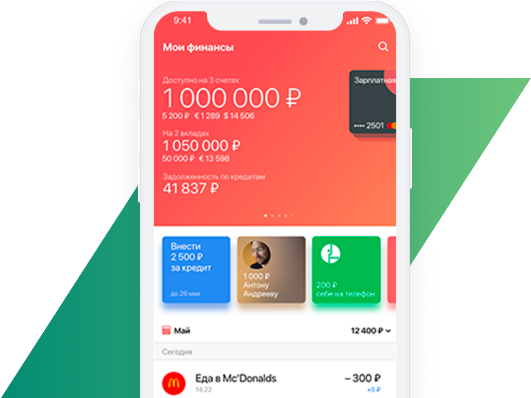 9:41
Мои финансы
Доступно на 3 счетах
1 000 000 ₽
5 200 ₽ € 1 289 $ 14 506
На 2 вкладах
1 050 000 ₽
50 000 ₽ € 13 598
Задолженность по кредитам
41 837 ₽
Зарплатная
•••• 2501
Внести
2 500 ₽
за кредит
до 26 мая
1 000 ₽
Антону
Андрееву
200 ₽
себе на телефон
Май 12 400 ₽
Сегодня
Еда в Mc'Donalds – 300 ₽
14:22 +5 ₽